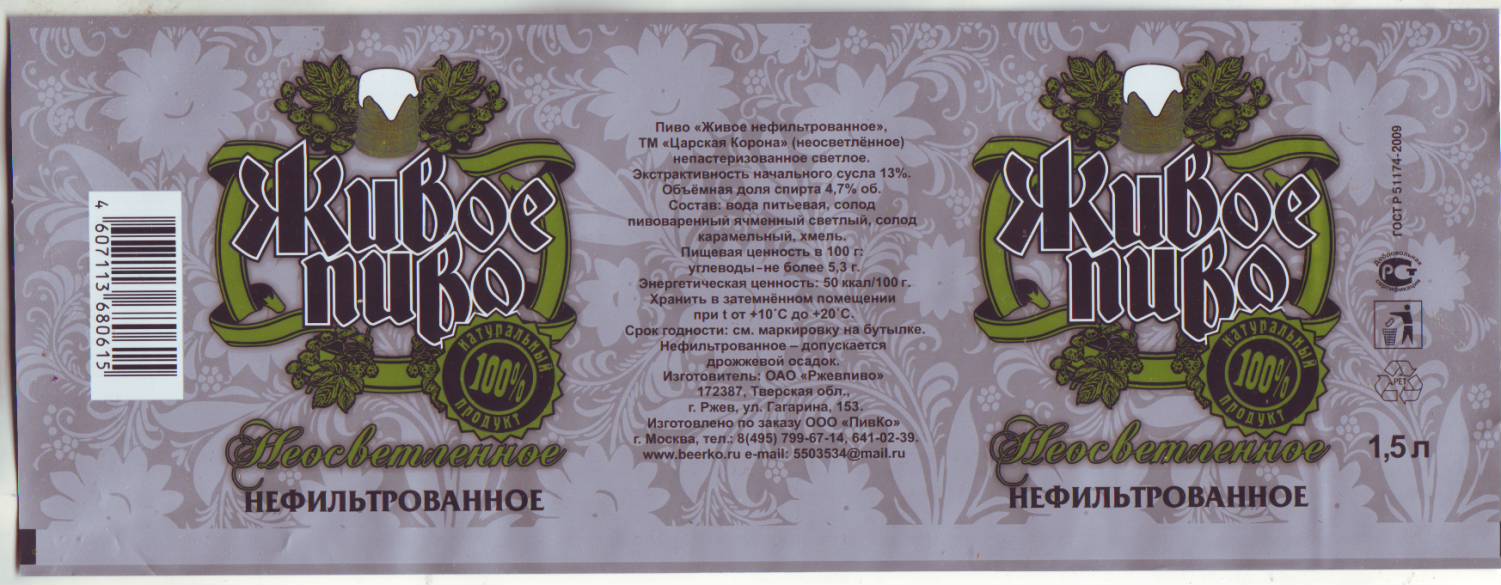 4 607113 680615
Живое
пиво
НАТУРАЛЬНЫЙ
100%
ПРОДУКТ
Неосветленное
НЕФИЛЬТРОВАННОЕ
Пиво «Живое нефильтрованное»,
ТМ «Царская Корона» (неосветлённое)
непастеризованное светлое.
Экстрактивность начального сусла 13%.
Объёмная доля спирта 4,7% об.
Состав: вода питьевая, солод
пивоваренный ячменный светлый, солод
карамельный, хмель.
Пищевая ценность в 100 г:
углеводы-не более 5,3 г.
Энергетическая ценность: 50 ккал/100 г.
Хранить в затемнённом помещении
при t от +10˚C до +20˚C.
Срок годности: см. маркировку на бутылке.
Нефильтрованное – допускается
дрожжевой осадок.
Изготовитель: ОАО «Ржевпиво»
172387, Тверская обл.,
г. Ржев, ул. Гагарина, 153.
Изготовлено по заказу ООО «ПивКо»
г. Москва, тел.: 8(495) 799-67-14, 641-02-39.
www.beerko.ru e-mail: 5503534@mail.ru
Живое
пиво
НАТУРАЛЬНЫЙ
100%
ПРОДУКТ
Неосветленное
НЕФИЛЬТРОВАННОЕ
ГОСТ Р 51174-2009
Добровольная
РСТ
сертификация
PET
1,5 л